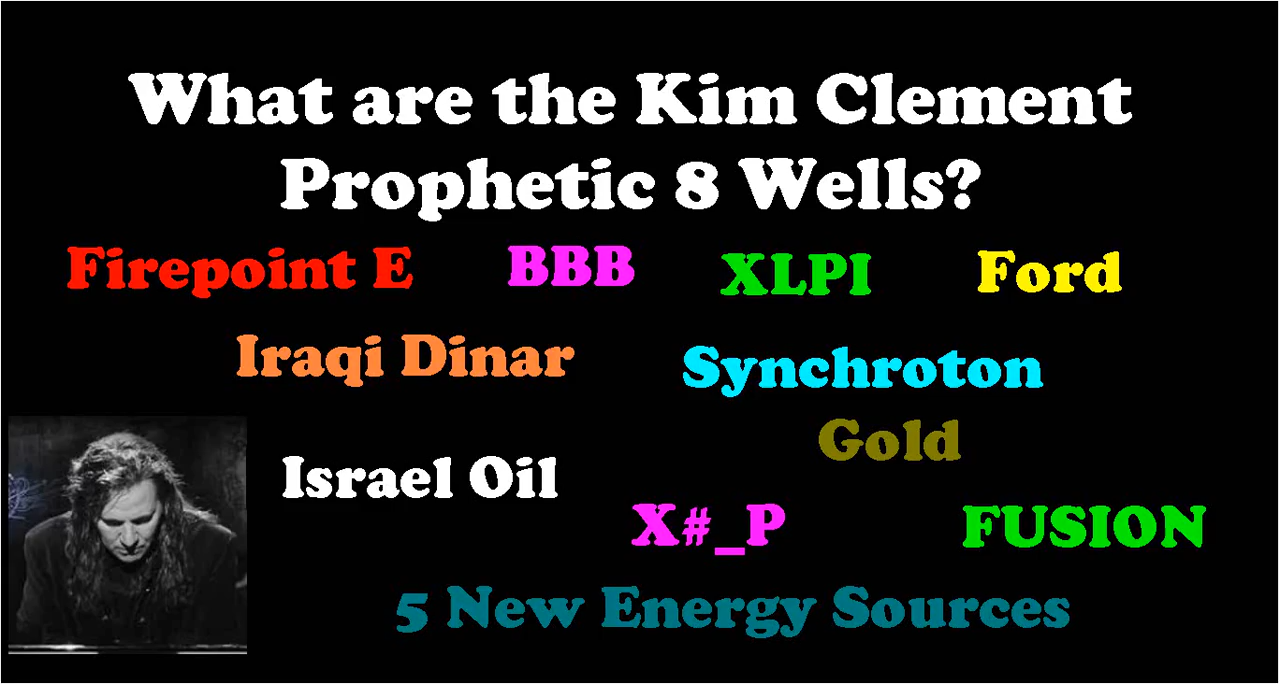 What are the Kim Clement
Prophetic 8 Wells?
Firepoint E BBB XLPI Ford
Iraqi Dinar Synchroton
Gold
Israel Oil
X#_P FUSION
5 New Energy Sources